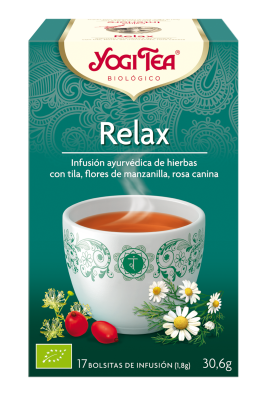 YOGI TEA
BIOLÓGICO
Relax
Infusión ayurvédica de hierbas
con tila, flores de manzanilla, rosa canina
17 BOLSITAS DE INFUSIÓN (1,8g) 30,6g